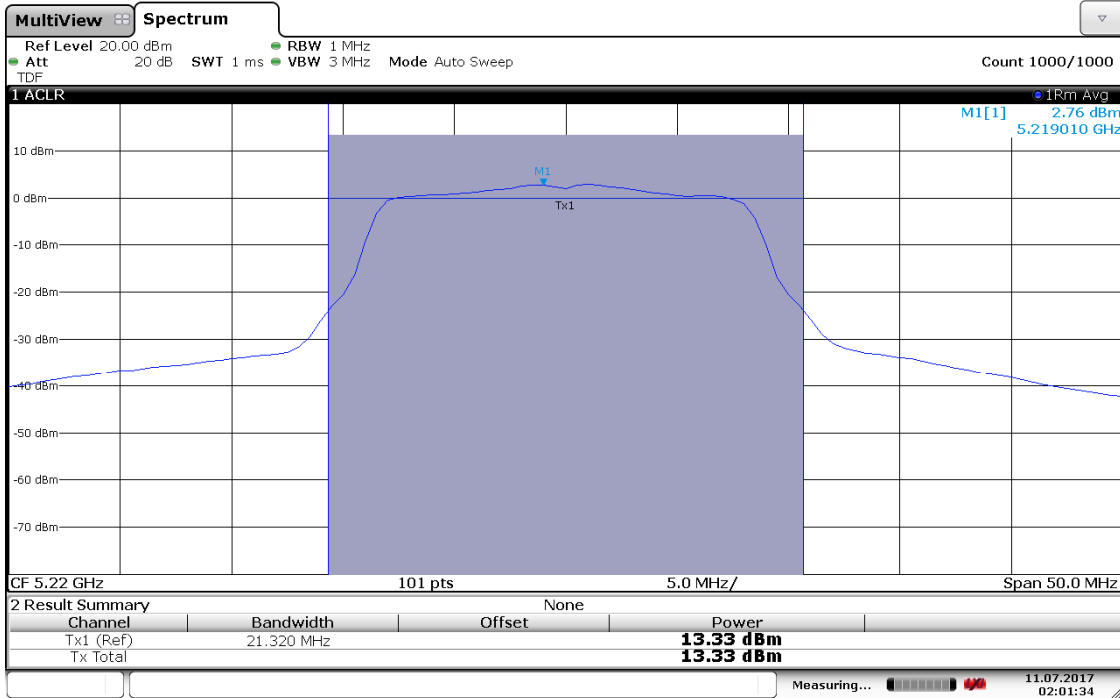 MultiView Spectrum
Ref Level 20.00 dBm RBW 1 MHz
Att 20 dB SWT 1 ms VBW 3 MHz Mode Auto Sweep Count 1000/1000
TDF
1 ACLR 1Rm Avg
M1[1] 2.76 dBm
5.219010 GHz
10 dBm
M1
0 dBm
Tx1
-10 dBm
-20 dBm
-30 dBm
-40 dBm
-50 dBm
-60 dBm
-70 dBm
CF 5.22 GHz 101 pts 5.0 MHz/ Span 50.0 MHz
2 Result Summary None
Channel Bandwidth Offset Power
Tx1 (Ref) 21.320 MHz 13.33 dBm
Tx Total 13.33 dBm
Measuring... 11.07.2017
02:01:34